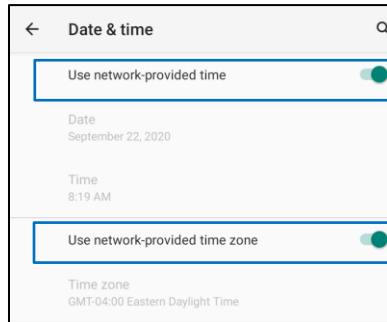 Date & time
Use network-provided time
Date
September 22, 2020
Time
8:19 AM
Use network-provided time zone
Time zone
GMT-04:00 Eastern Daylight Time